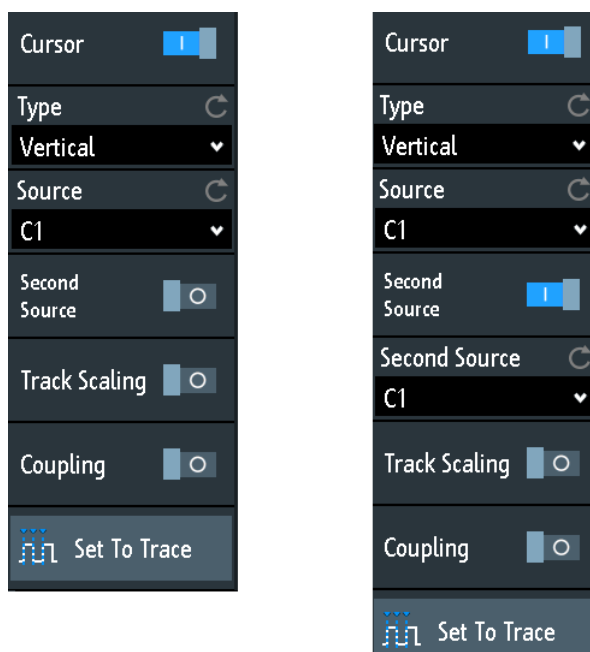 Cursor
Type
Vertical
Source
C1
Second
Source
Track Scaling
Coupling
Set To Trace
Cursor
Type
Vertical
Source
C1
Second
Source
Second Source
C1
Track Scaling
Coupling
Set To Trace